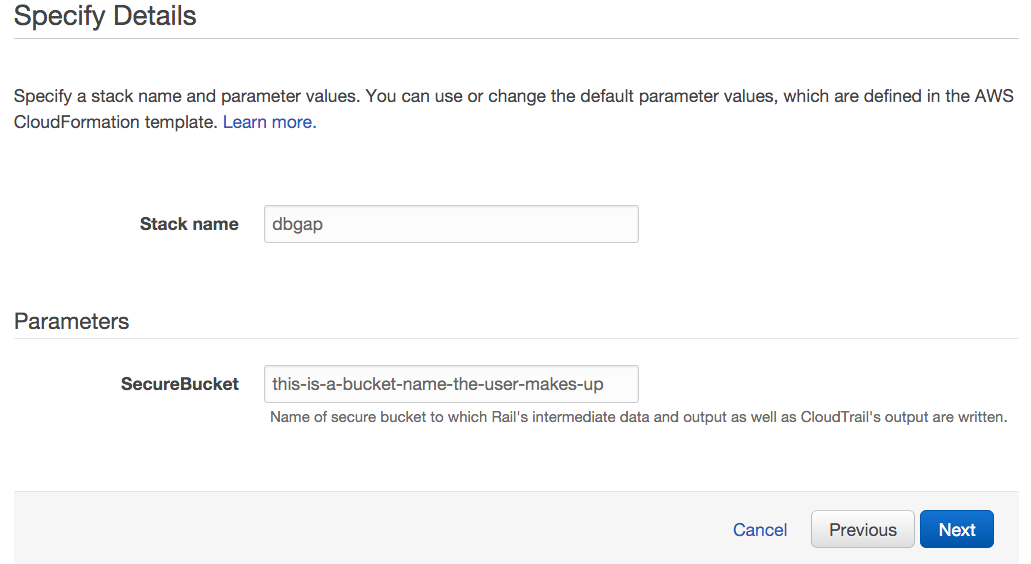 Specify Details
Specify a stack name and parameter values. You can use or change the default parameter values, which are defined in the AWS
CloudFormation template. Learn more.
Stack name
dbgap
Parameters
SecureBucket
this-is-a-bucket-name-the-user-makes-up
Name of secure bucket to which Rail's intermediate data and output as well as CloudTrail's output are written.
Cancel Previous Next